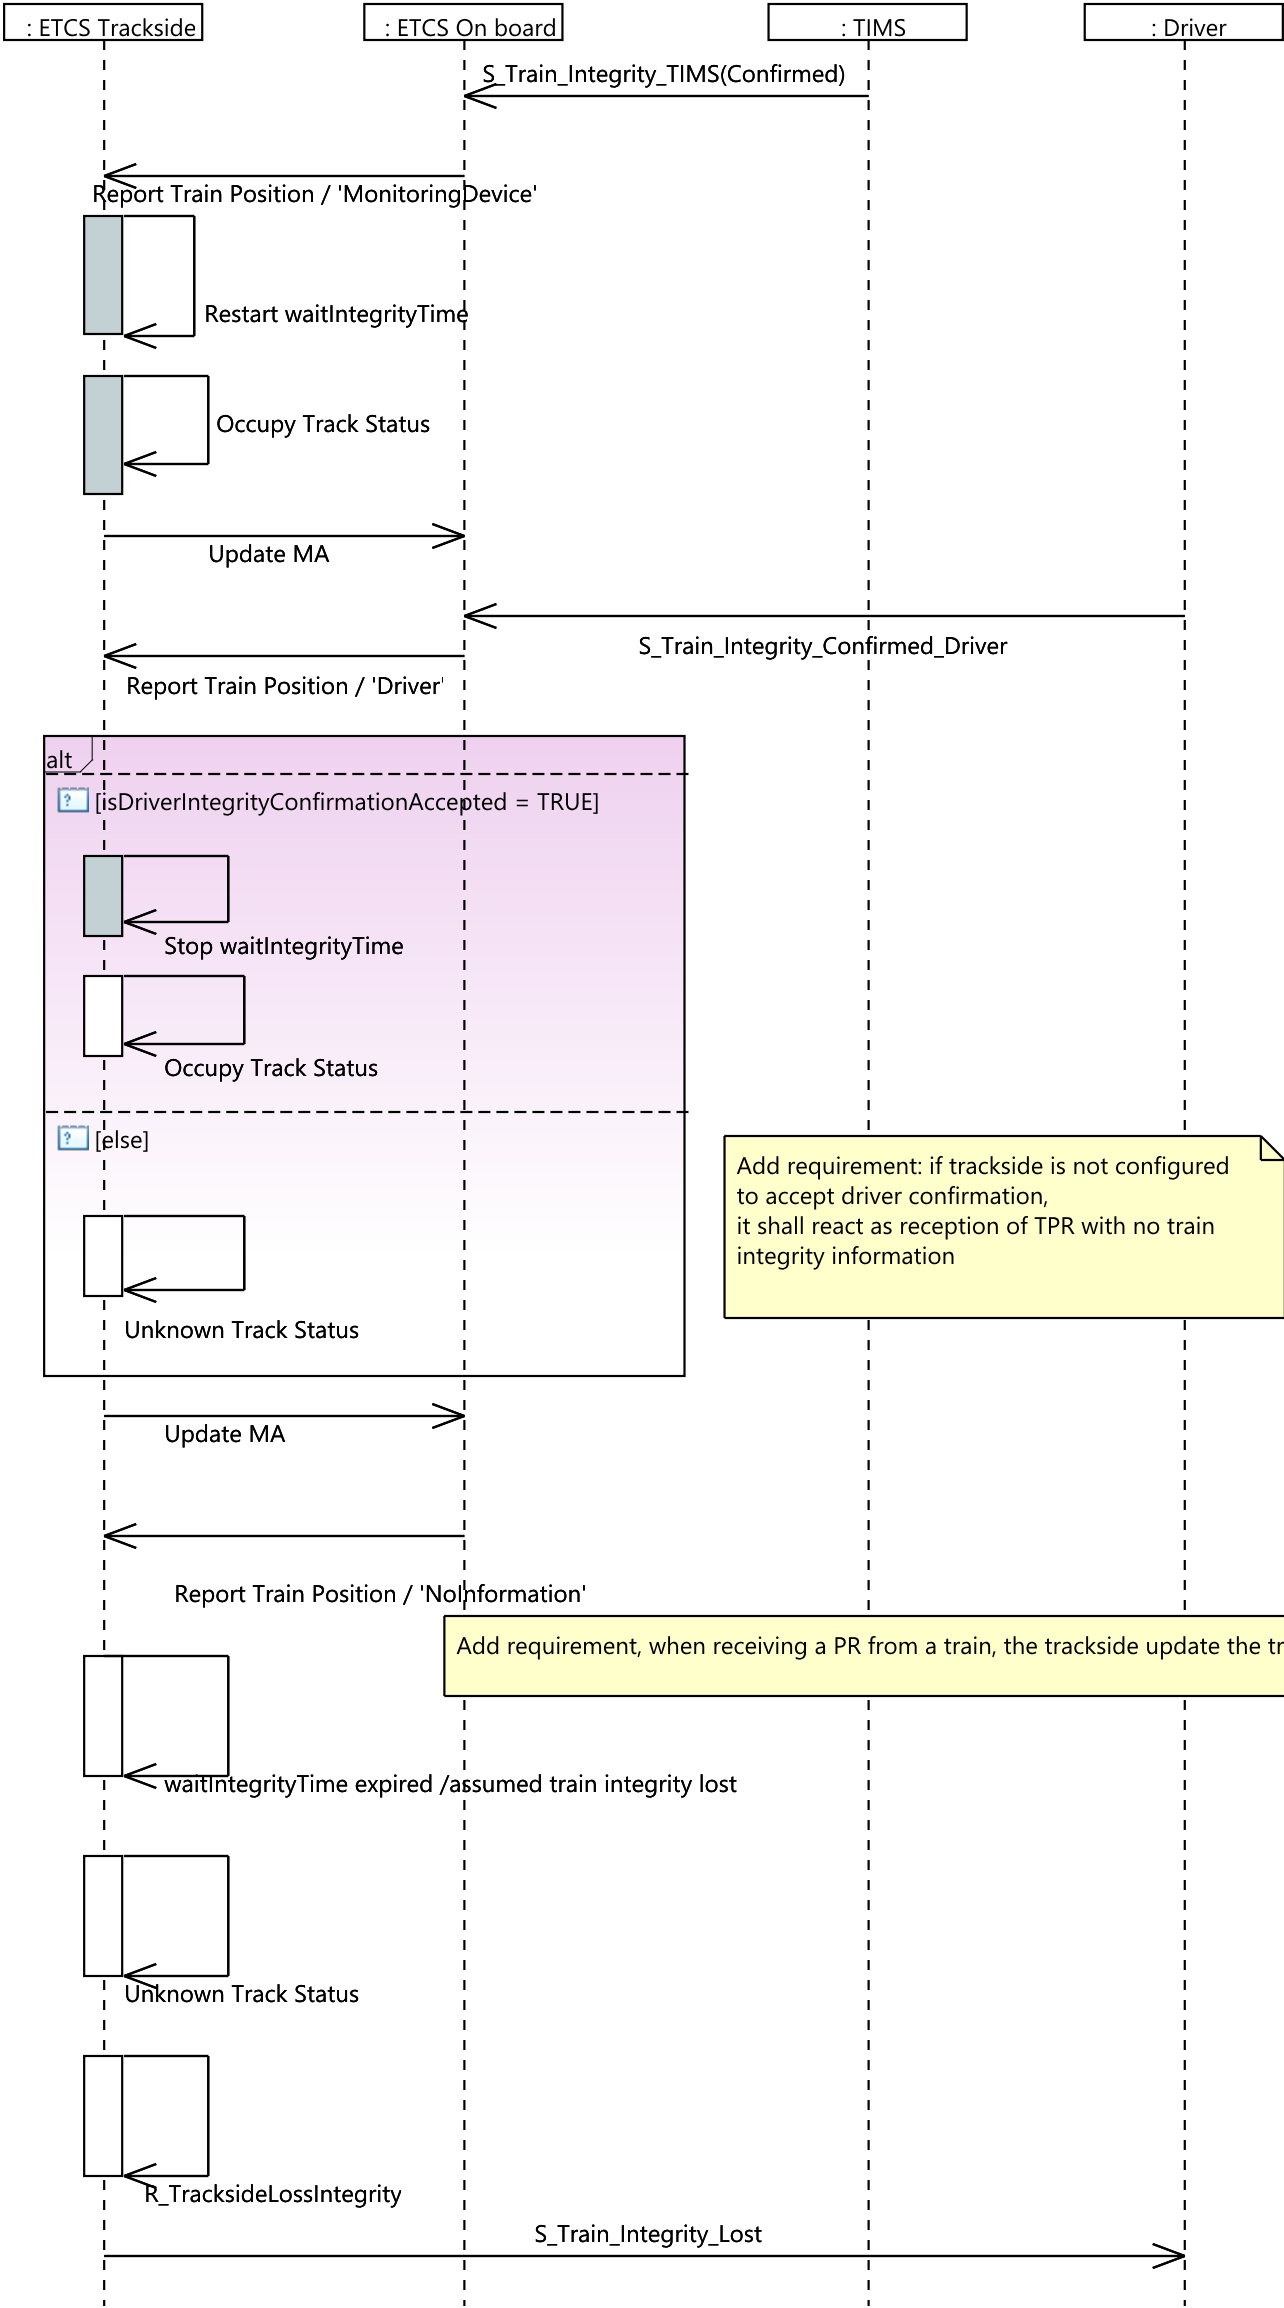 : ETCS Trackside
: ETCS On board
: TIMS
: Driver
S_Train_Integrity_TIMS(Confirmed)
Report Train Position / 'MonitoringDevice'
Restart waitIntegrityTime
Occupy Track Status
Update MA
S_Train_Integrity_Confirmed_Driver
Report Train Position / 'Driver'
alt
[isDriverIntegrityConfirmationAccepted = TRUE]
Stop waitIntegrityTime
Occupy Track Status
[else]
Add requirement: if trackside is not configured
to accept driver confirmation,
it shall react as reception of TPR with no train
integrity information
Unknown Track Status
Update MA
Report Train Position / 'NoInformation'
Add requirement, when receiving a PR from a train, the trackside update the
waitIntegrityTime expired /assumed train integrity lost
Unknown Track Status
R_TracksideLossIntegrity
S_Train_Integrity_Lost